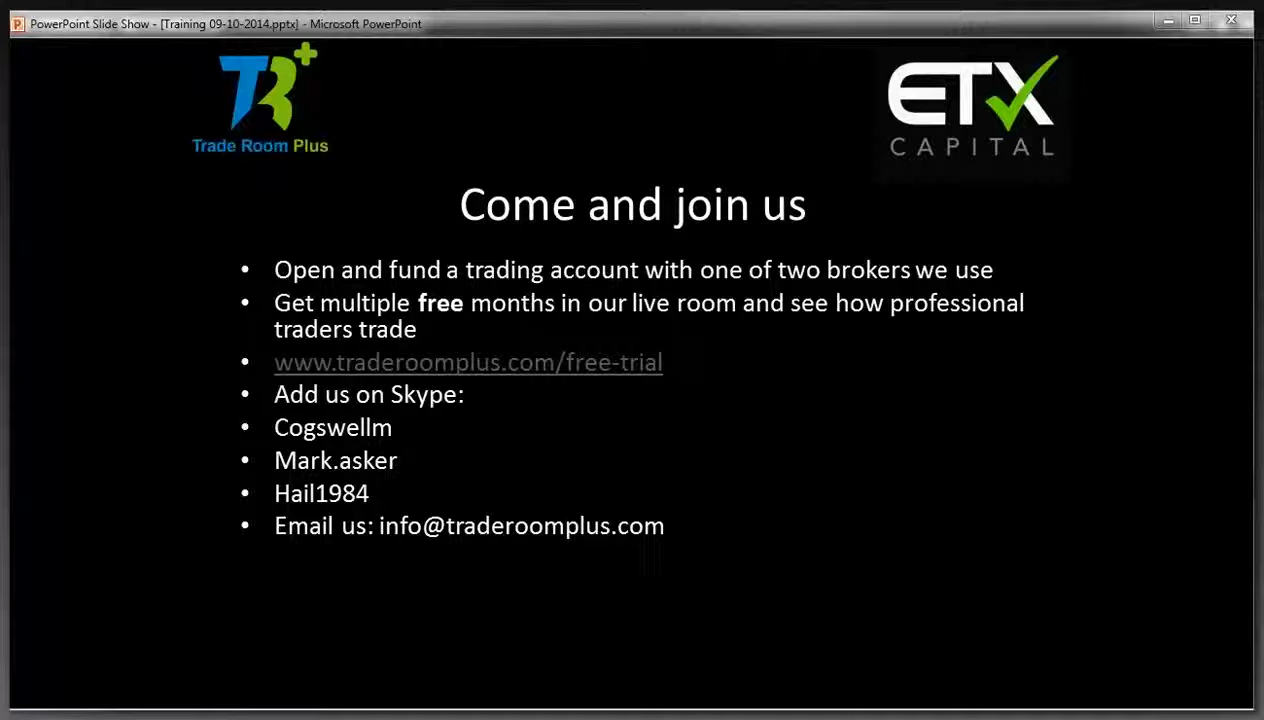 PowerPoint Slide Show - [Training 09-10-2014.pptx] - Microsoft PowerPoint
TR+
Trade Room Plus
ETX
CAPITAL
Come and join us
• Open and fund a trading account with one of two brokers we use
• Get multiple free months in our live room and see how professional
traders trade
• www.traderoomplus.com/free-trial
• Add us on Skype:
• Cogswellm
• Mark.asker
• Hail1984
• Email us: info@traderoomplus.com